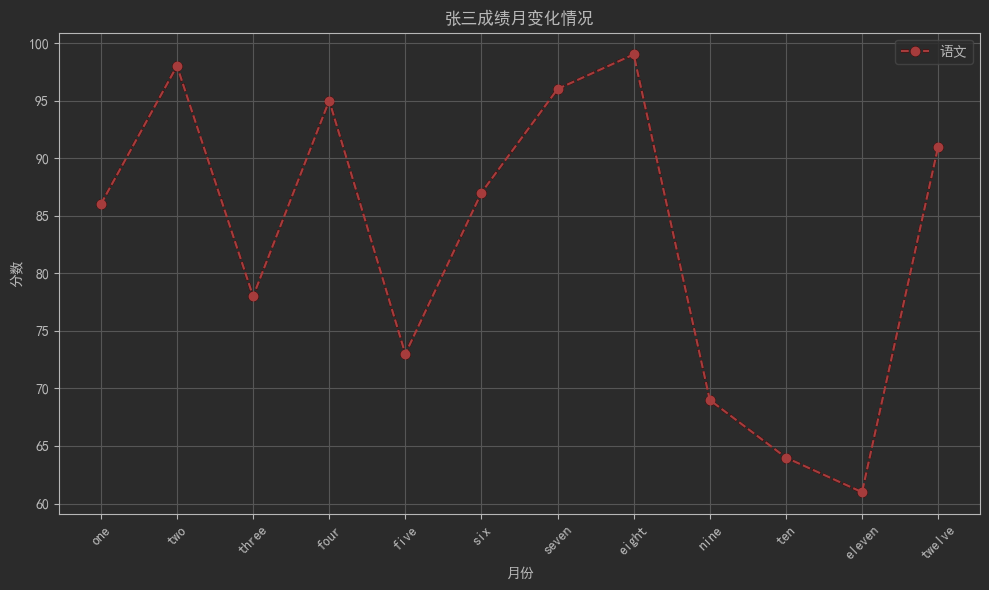 张三成绩月变化情况
语文
分数
100
95
90
85
80
75
70
65
60
one
two
three
four
five
six
seven
eight
nine
ten
eleven
twelve
月份